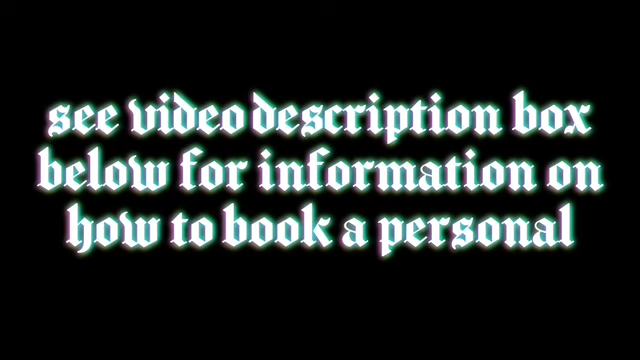 see video description box
below for information on
how to book a personal